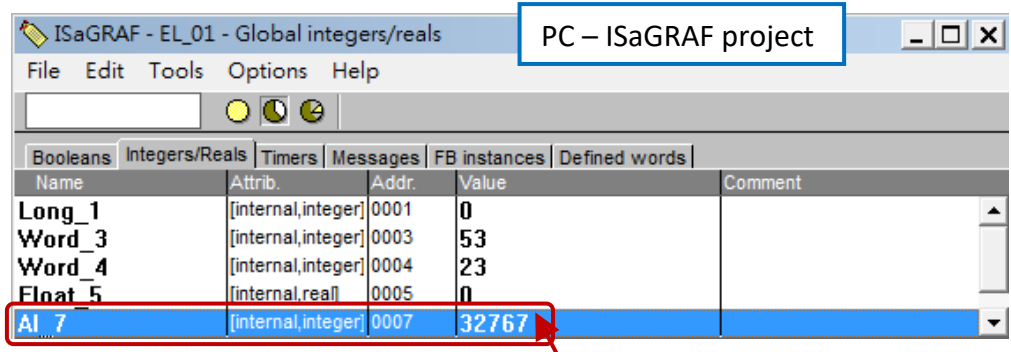 ISaGRAF - EL_01 - Global integers/reals
PC – ISaGRAF project
File Edit Tools Options Help
Booleans Integers/Reals Timers Messages FB instances Defined words
Name Attrib. Addr. Value Comment
Long_1 [internal,integer] 0001 0
Word_3 [internal,integer] 0003 53
Word_4 [internal,integer] 0004 23
Float_5 [internal,real] 0005 0
AI_7 [internal,integer] 0007 32767